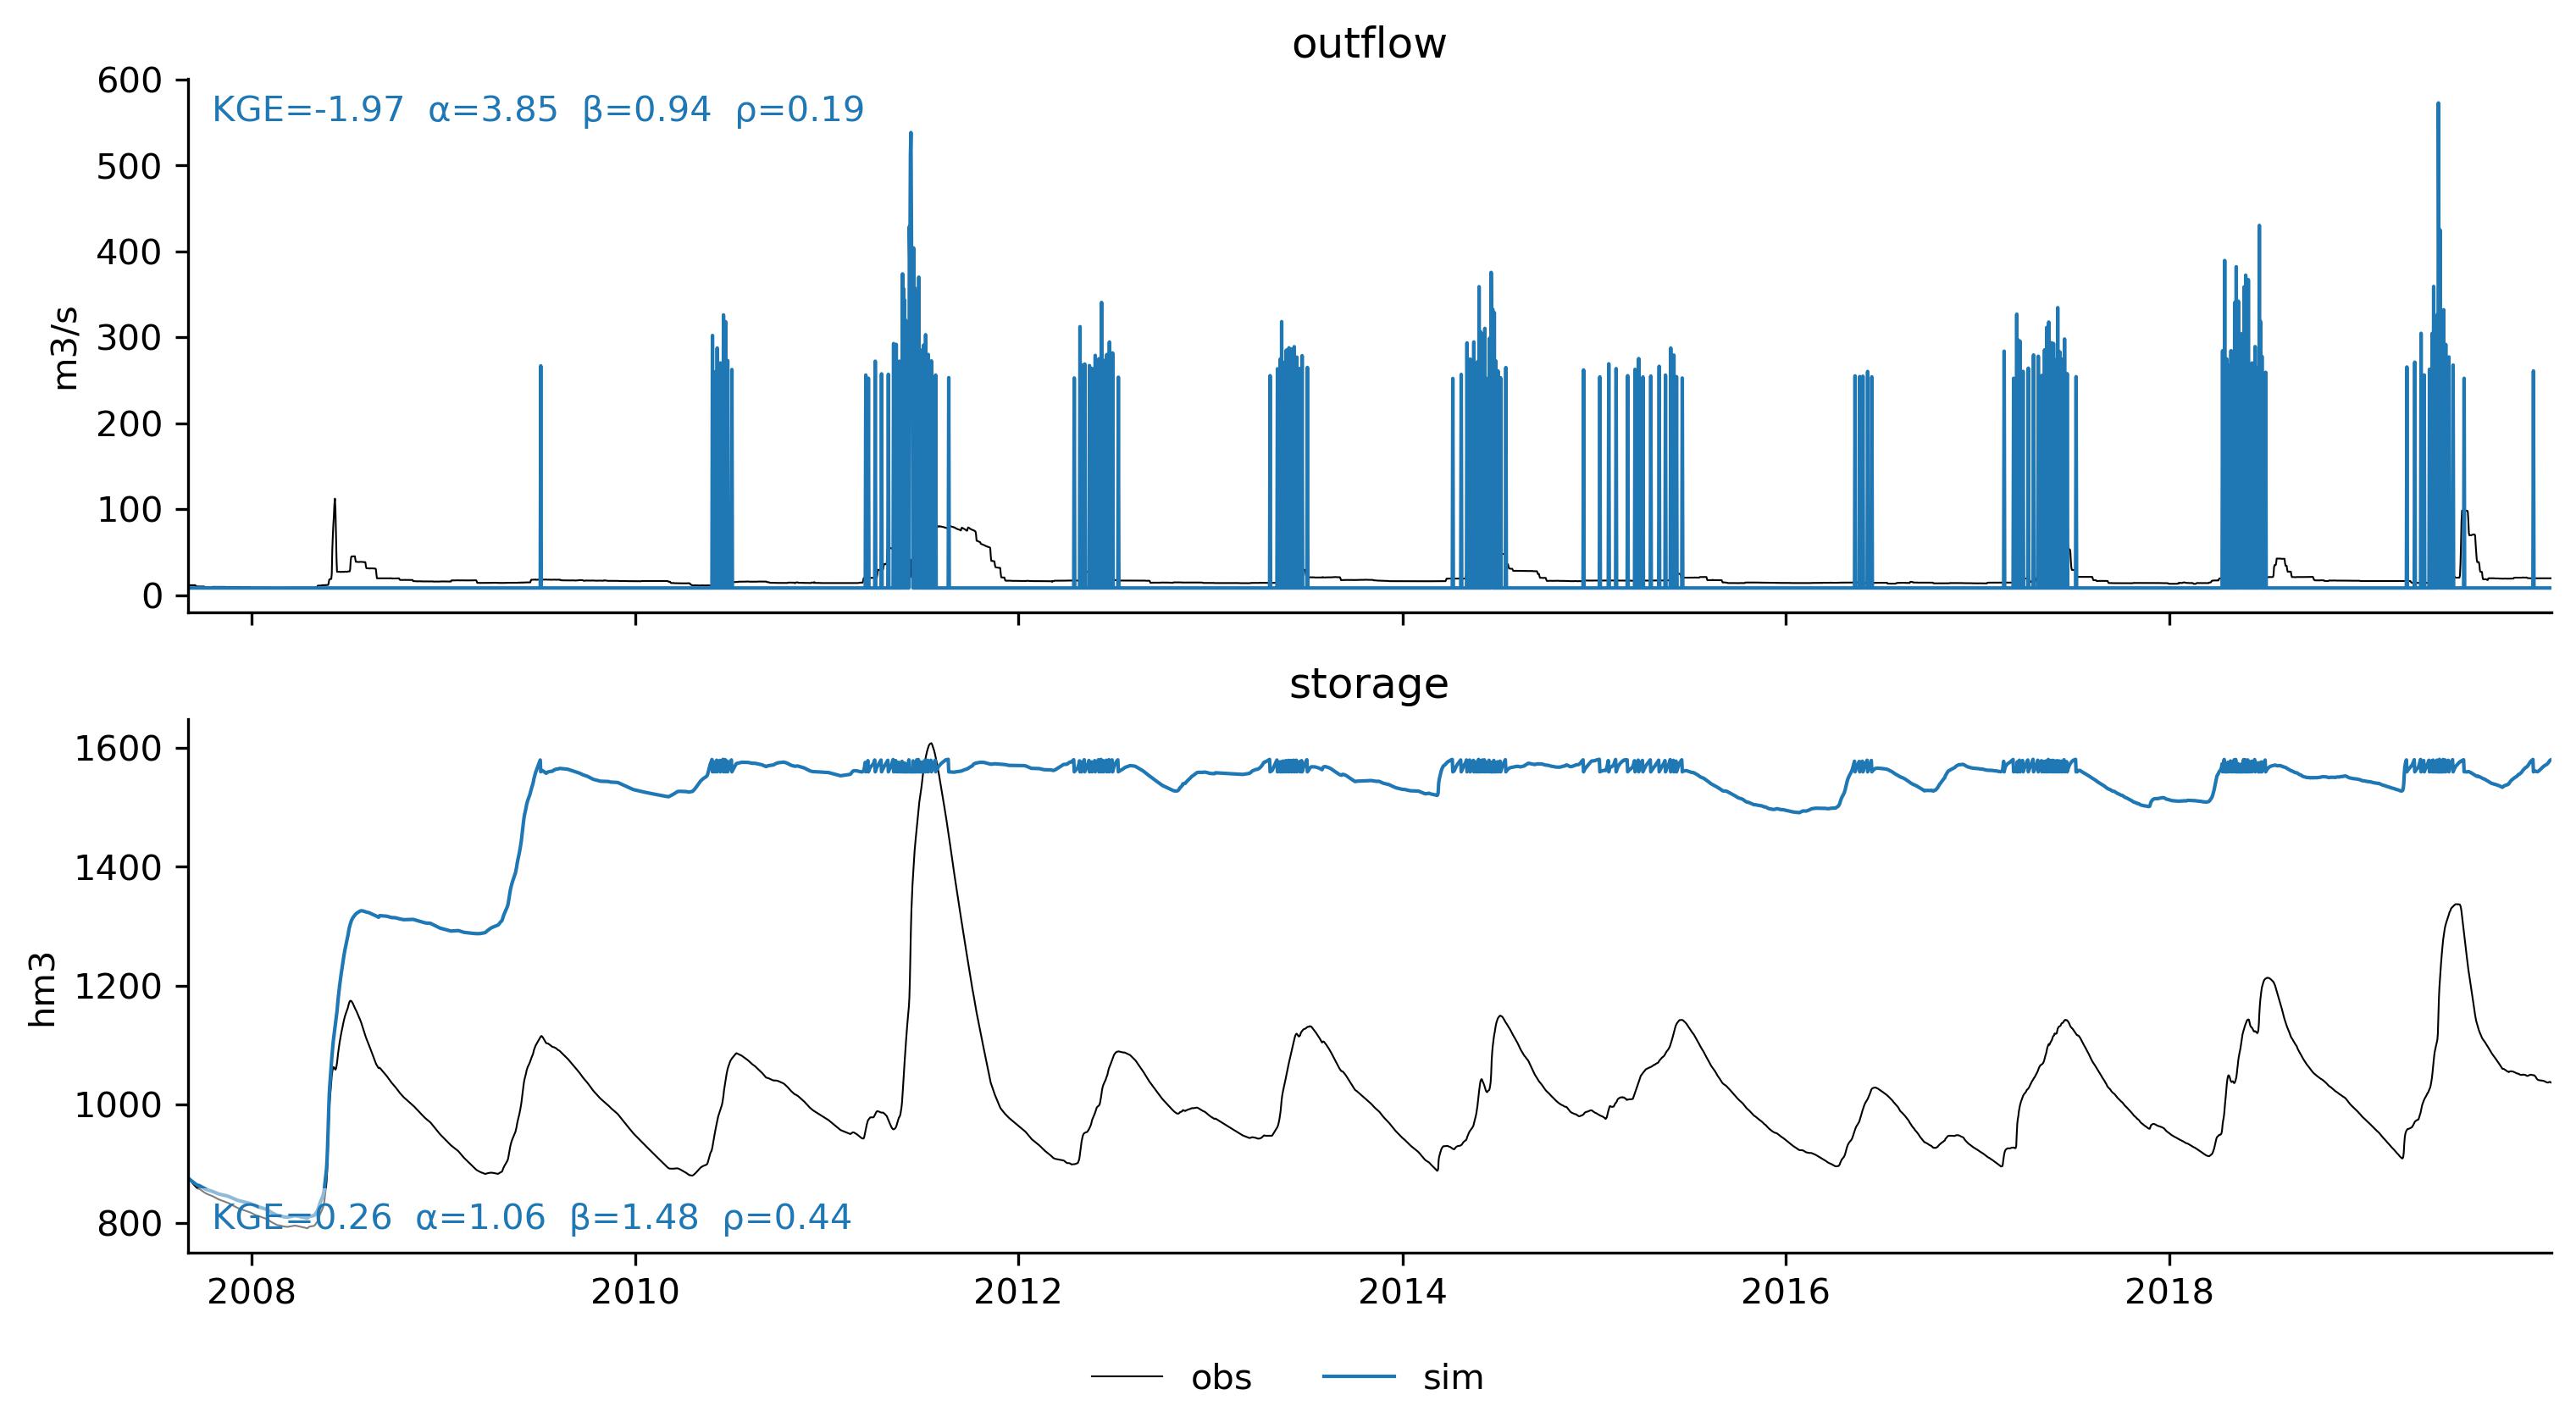 outflow
600
KGE=-1.97 α=3.85 β=0.94 ρ=0.19
500
400
300
200
100
0
m3/s
storage
1600
1400
1200
1000
800
hm3
KGE=0.26 α=1.06 β=1.48 ρ=0.44
2008 2010 2012 2014 2016 2018
obs sim